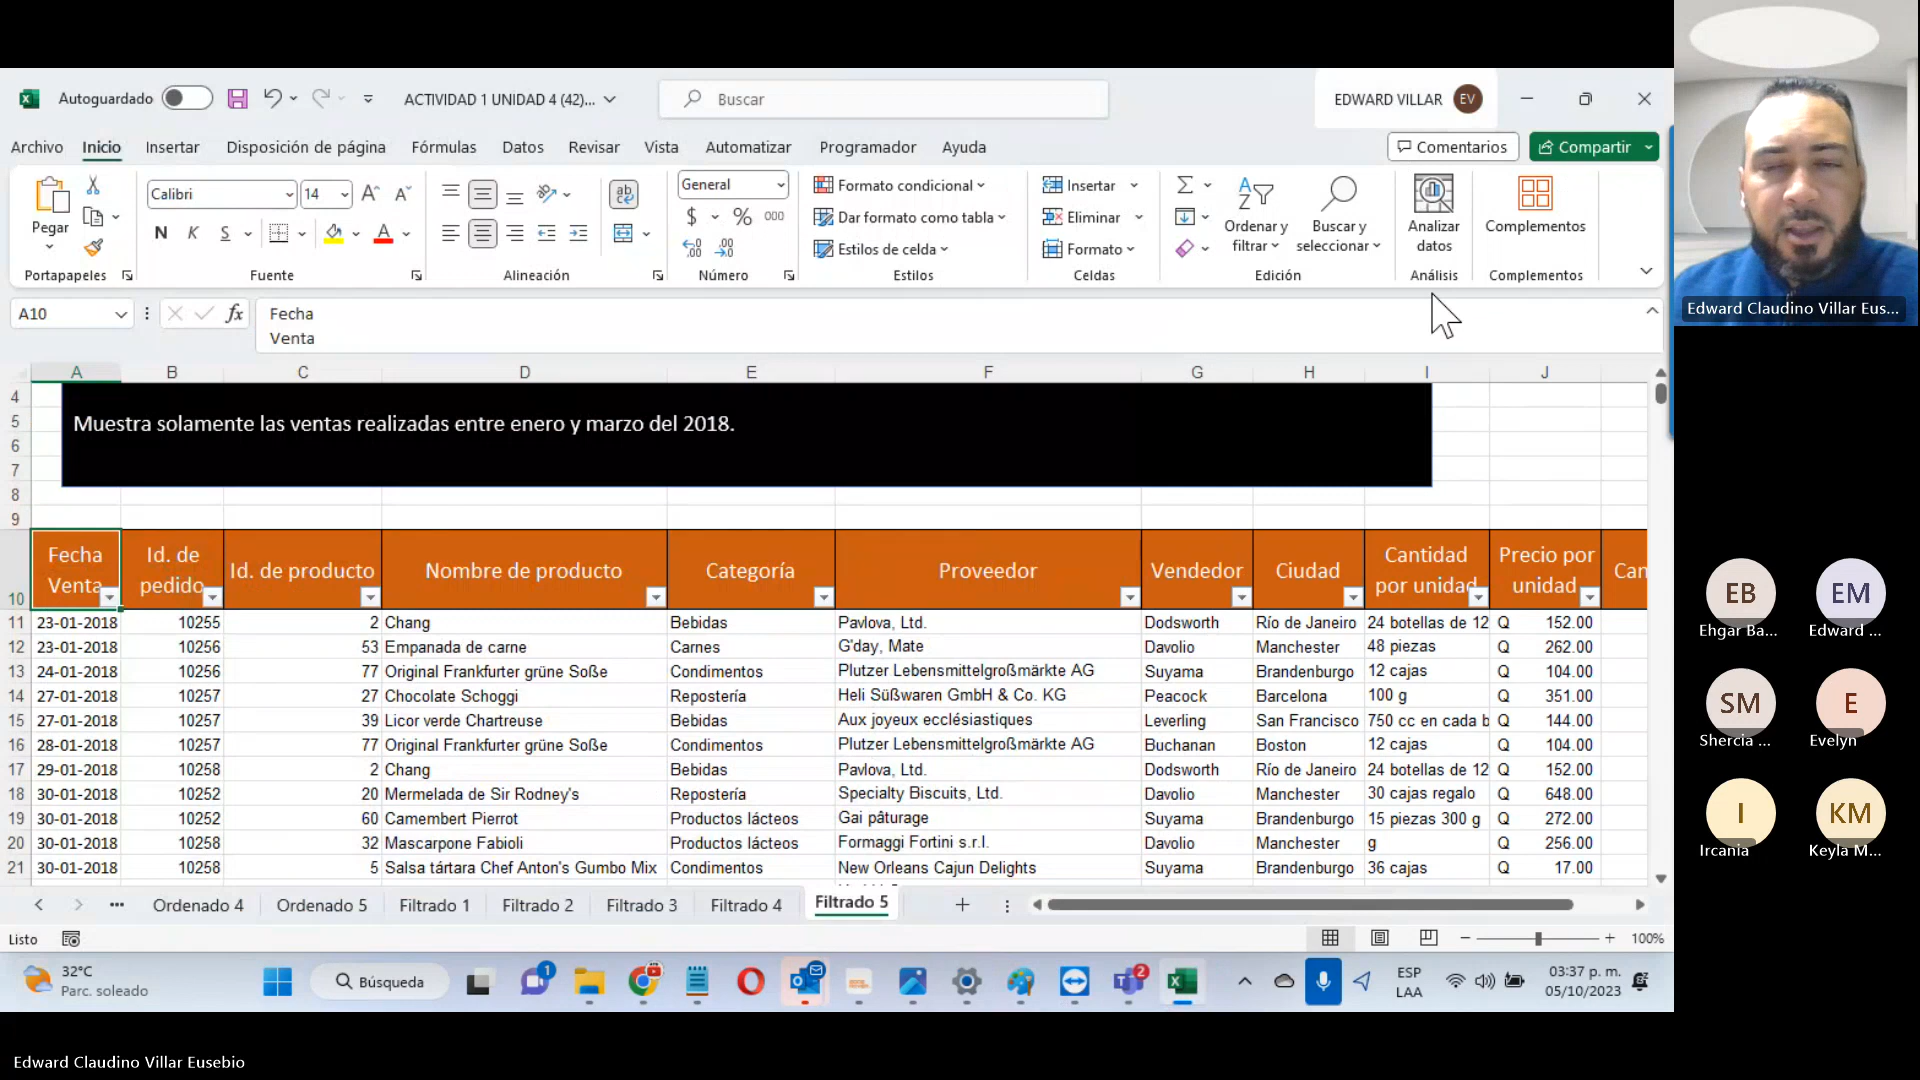 Autoguardado
ACTIVIDAD 1 UNIDAD 4 (42)...
Buscar
EDWARD VILLAR EV
Archivo Inicio Insertar Disposición de página Fórmulas Datos Revisar Vista Automatizar Programador Ayuda Comentarios Compartir
Pegar
Calibri 14
N K S
ab
General
$ % 000
Formato condicional
Dar formato como tabla
Estilos de celda
Insertar
Eliminar
Formato
Ordenar y filtrar
Buscar y seleccionar
Analizar datos
Complementos
Portapapeles Fuente Alineación Número Estilos Celdas Edición Análisis Complementos
A10 fx Fecha
Venta
A B C D E F G H I J
4
5 Muestra solamente las ventas realizadas entre enero y marzo del 2018.
6
7
8
9
10 Fecha Venta Id. de pedido Id. de producto Nombre de producto Categoría Proveedor Vendedor Ciudad Cantidad por unidad Precio por unidad Can
11 23-01-2018 10255 2 Chang Bebidas Pavlova, Ltd. Dodsworth Río de Janeiro 24 botellas de 12 Q 152.00
12 23-01-2018 10256 53 Empanada de carne Carnes G'day, Mate Davolio Manchester 48 piezas Q 262.00
13 24-01-2018 10256 77 Original Frankfurter grüne Soße Condimentos Plutzer Lebensmittelgroßmärkte AG Suyama Brandenburgo 12 cajas Q 104.00
14 27-01-2018 10257 27 Chocolate Schoggi Repostería Heli Süßwaren GmbH & Co. KG Peacock Barcelona 100 g Q 351.00
15 27-01-2018 10257 39 Licor verde Chartreuse Bebidas Aux joyeux ecclésiastiques Leverling San Francisco 750 cc en cada b Q 144.00
16 28-01-2018 10257 77 Original Frankfurter grüne Soße Condimentos Plutzer Lebensmittelgroßmärkte AG Buchanan Boston 12 cajas Q 104.00
17 29-01-2018 10258 2 Chang Bebidas Pavlova, Ltd. Dodsworth Río de Janeiro 24 botellas de 12 Q 152.00
18 30-01-2018 10252 20 Mermelada de Sir Rodney's Repostería Specialty Biscuits, Ltd. Davolio Manchester 30 cajas regalo Q 648.00
19 30-01-2018 10252 60 Camembert Pierrot Productos lácteos Gai pâturage Suyama Brandenburgo 15 piezas 300 g Q 272.00
20 30-01-2018 10258 32 Mascarpone Fabioli Productos lácteos Formaggi Fortini s.r.l. Davolio Manchester g Q 256.00
21 30-01-2018 10258 5 Salsa tártara Chef Anton's Gumbo Mix Condimentos New Orleans Cajun Delights Suyama Brandenburgo 36 cajas Q 17.00
Ordenado 4 Ordenado 5 Filtrado 1 Filtrado 2 Filtrado 3 Filtrado 4 Filtrado 5
Listo 100%
32°C
Parc. soleado
Búsqueda
1
2
ESP
LAA
03:37 p. m.
05/10/2023
Edward Claudino Villar Eus...
EB EM
Ehgar Ba... Edward ...
SM E
Shercia ... Evelyn
I KM
Ircania Keyla M...
Edward Claudino Villar Eusebio